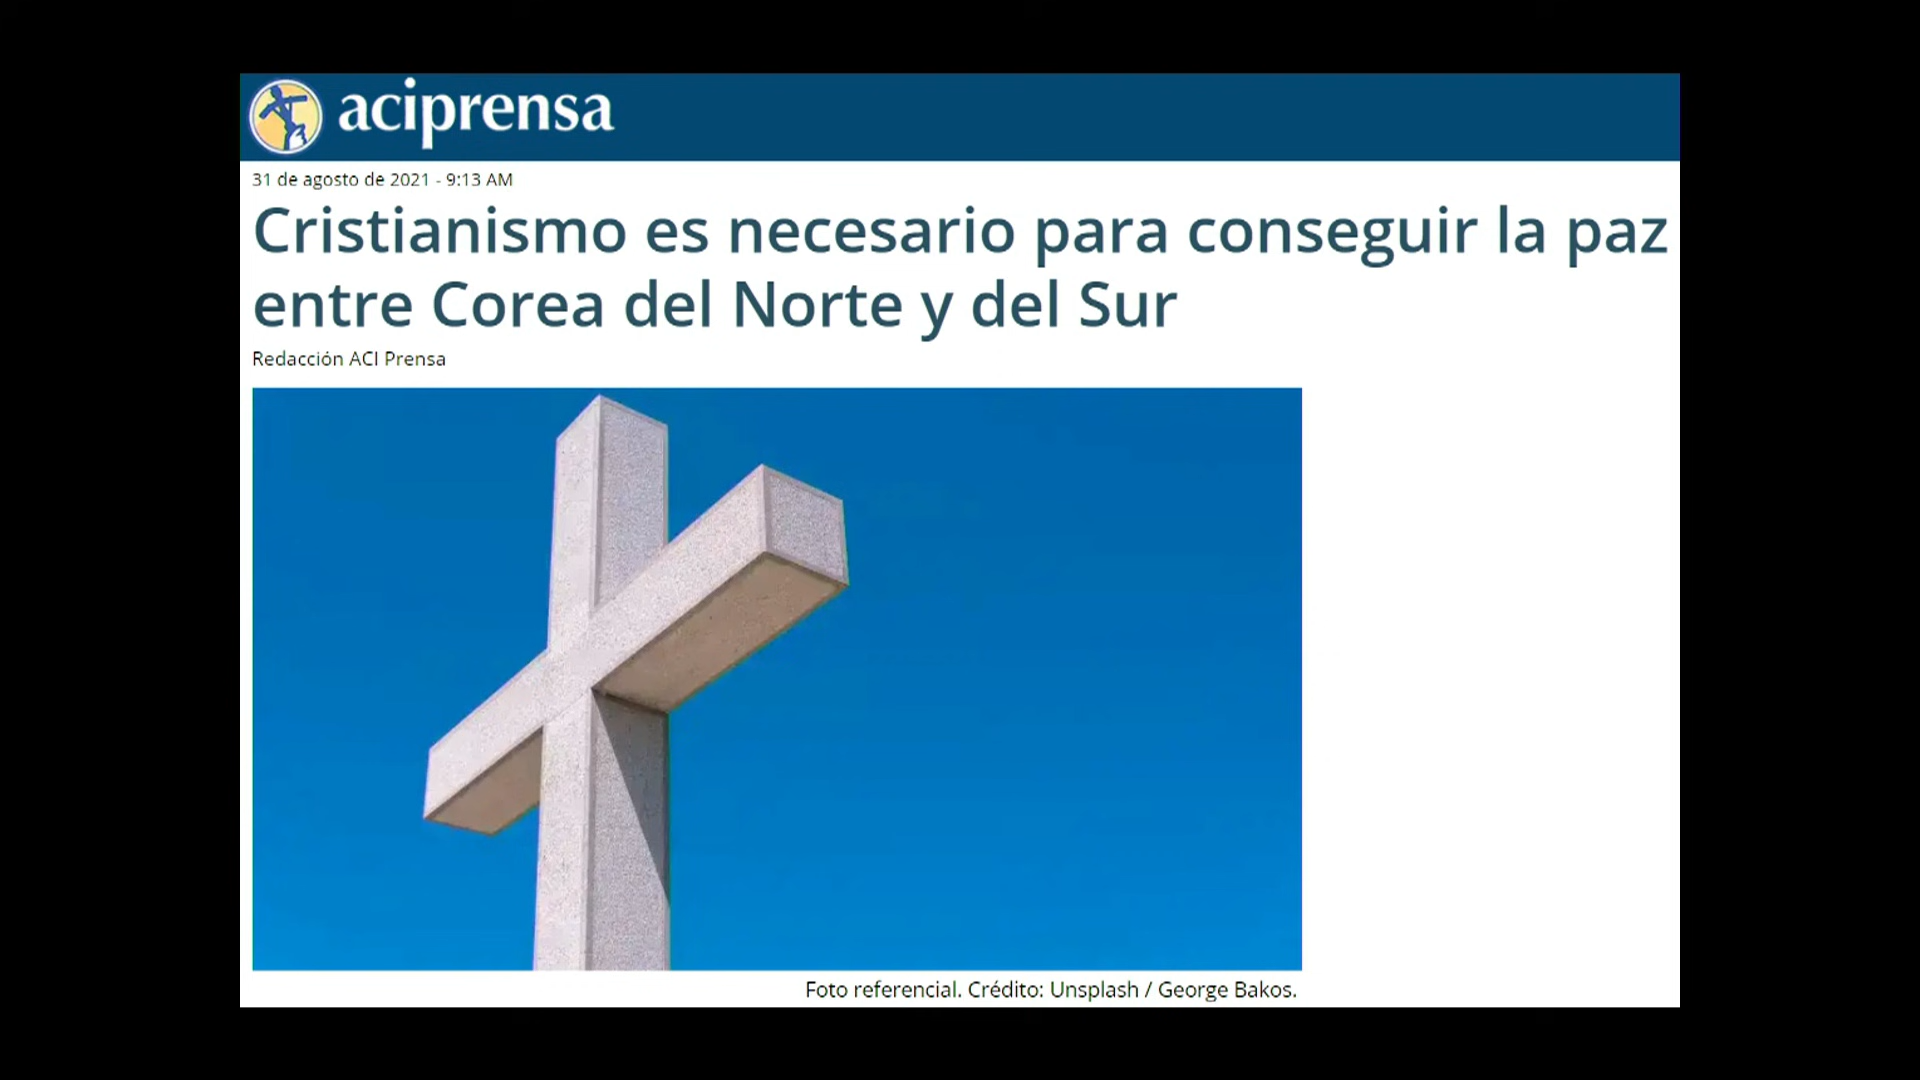 aciprensa
31 de agosto de 2021 - 9:13 AM
Cristianismo es necesario para conseguir la paz
entre Corea del Norte y del Sur
Redacción ACI Prensa
Foto referencial. Crédito: Unsplash / George Bakos.